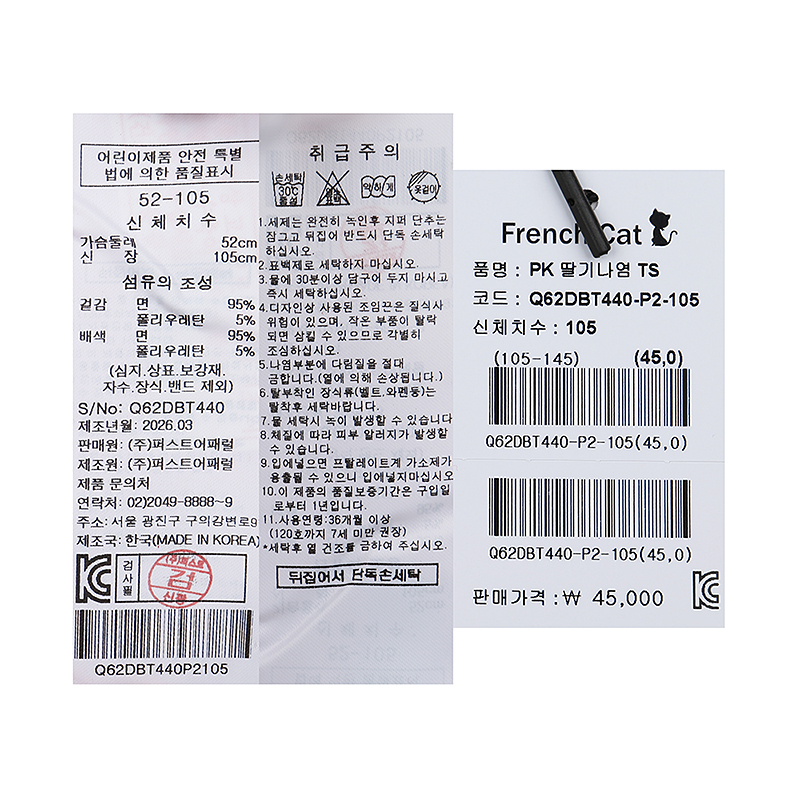 어린이제품 안전 특별
법에 의한 품질표시
52-105
신 체 치 수
가슴둘레 52cm
신 장 105cm
섬유의 조성
겉감 면 95%
폴리우레탄 5%
배색 면 95%
폴리우레탄 5%
(심지.상표.보강재.
자수.장식.밴드 제외)
S/No: Q62DBT440
제조년월: 2026.03
판매원: (주)퍼스트어패럴
제조원: (주)퍼스트어패럴
제품 문의처
연락처: 02)2049-8888~9
주소: 서울 광진구 구의강변로9
제조국: 한국(MADE IN KOREA)
KC
검사필
(주)퍼스트
검
신광
Q62DBT440P2105
취 급 주 의
손세탁
30℃
중성
약하게
옷걸이
1.세제는 완전히 녹인후 지퍼 단추는
잠그고 뒤집어 반드시 단독 손세탁
하십시오.
2.표백제로 세탁하지 마십시오.
3.물에 30분이상 담구어 두지 마시고
즉시 세탁하십시오.
4.디자인상 사용된 조임끈은 질식사
위험이 있으며, 작은 부품이 탈락
되면 삼킬 수 있으므로 각별히
조심하십시오.
5.나염부분에 다림질을 절대
금합니다.(열에 의해 손상됩니다.)
6.탈부착인 장식류(벨트.와펜등)는
탈착후 세탁바랍니다.
7.물 세탁시 녹이 발생할 수 있습니다
8.체질에 따라 피부 알러지가 발생할
수 있습니다.
9.입에넣으면 프탈레이트계 가소제가
용출될 수 있으니 입에넣지마십시오
10.이 제품의 품질보증기간은 구입일
로부터 1년입니다.
11.사용연령:36개월 이상
(120호까지 7세 미만 권장)
*세탁후 열 건조를 금하여 주십시오.
뒤집어서 단독손세탁
French Cat
품명 : PK 딸기나염 TS
코드 : Q62DBT440-P2-105
신체치수 : 105
(105-145) (45,0)
Q62DBT440-P2-105(45,0)
Q62DBT440-P2-105(45,0)
판매가격 : ₩ 45,000
KC